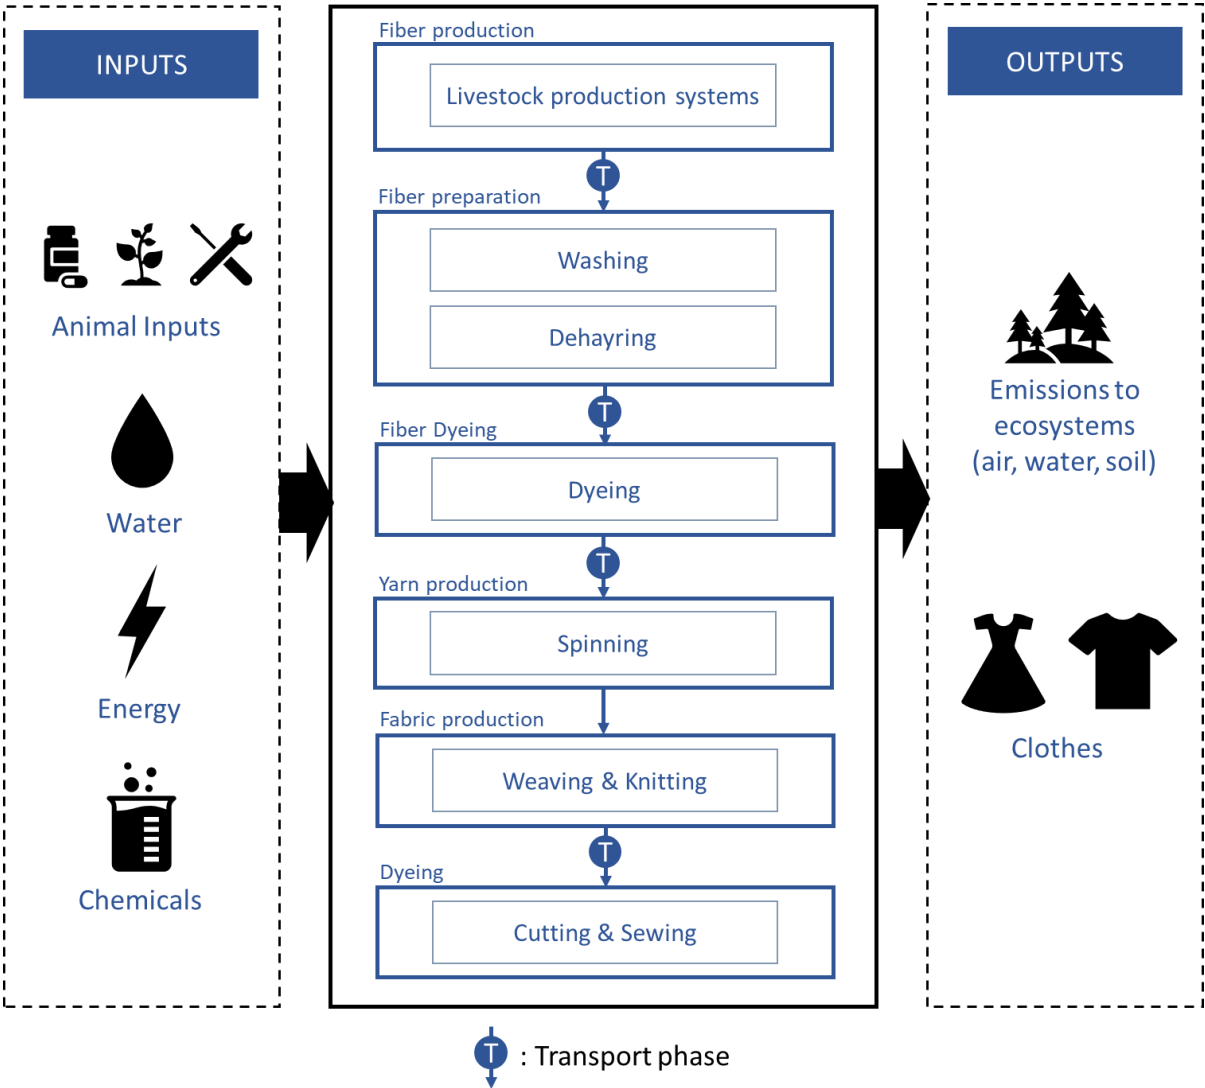 INPUTS
Animal Inputs
Water
Energy
Chemicals
Fiber production
Livestock production systems
T
Fiber preparation
Washing
Dehayring
T
Fiber Dyeing
Dyeing
T
Yarn production
Spinning
Fabric production
Weaving & Knitting
T
Dyeing
Cutting & Sewing
OUTPUTS
Emissions to
ecosystems
(air, water, soil)
Clothes
T : Transport phase